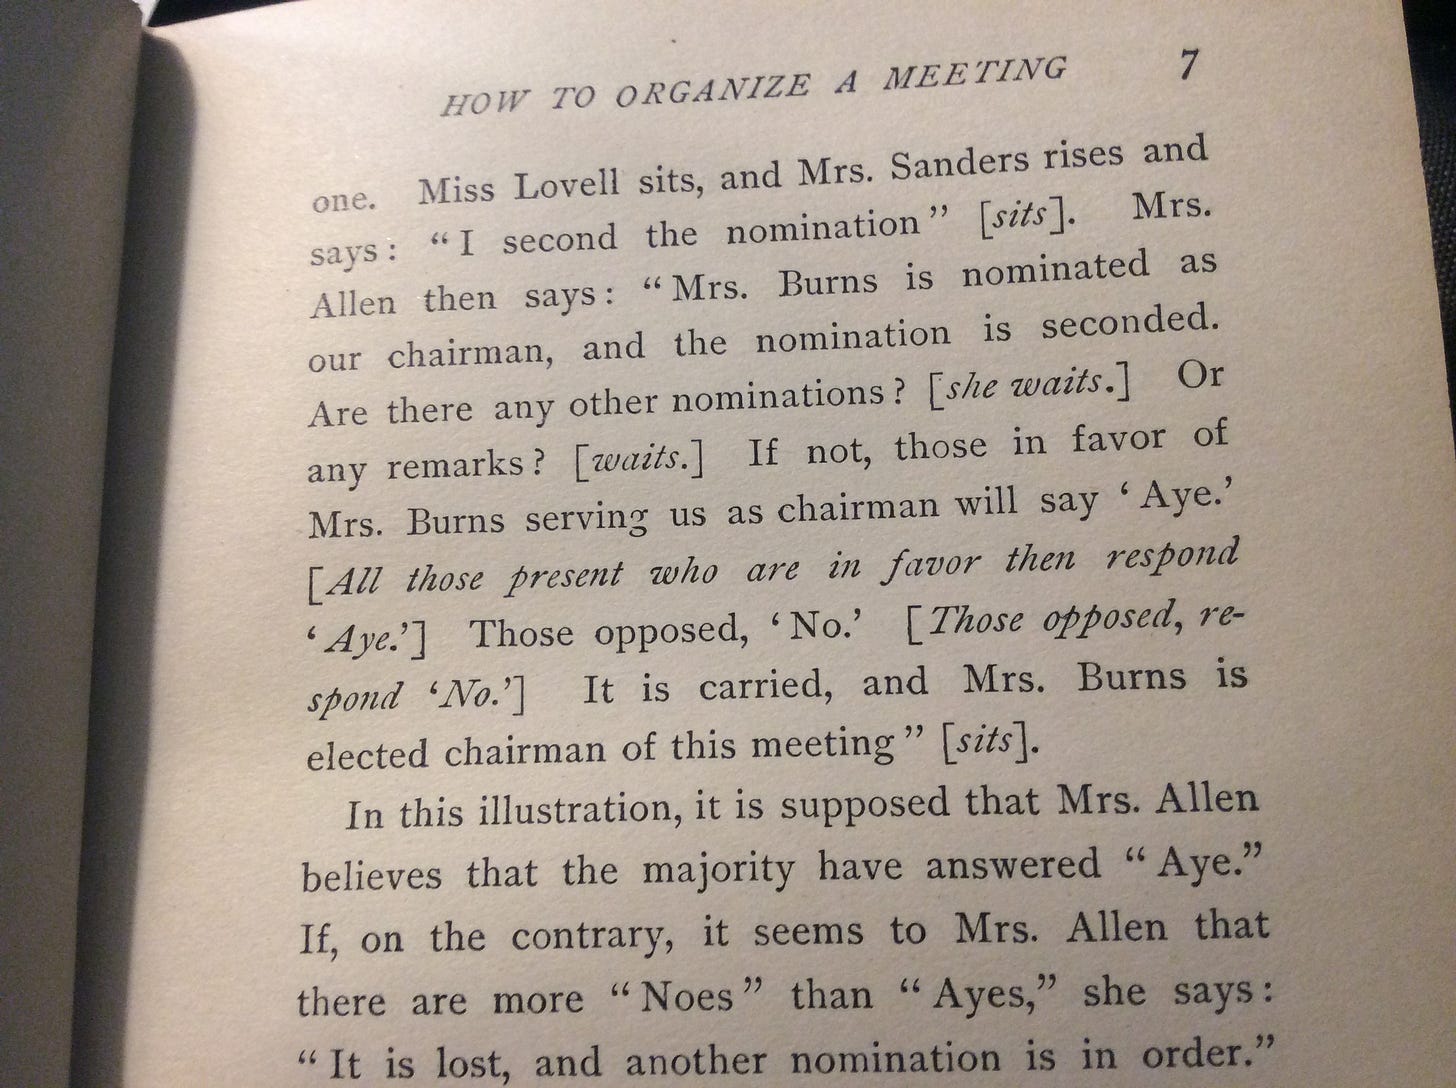 HOW TO ORGANIZE A MEETING 7
one. Miss Lovell sits, and Mrs. Sanders rises and
says: “I second the nomination” [sits]. Mrs.
Allen then says: “Mrs. Burns is nominated as
our chairman, and the nomination is seconded.
Are there any other nominations? [she waits.] Or
any remarks? [waits.] If not, those in favor of
Mrs. Burns serving us as chairman will say ‘Aye.’
[All those present who are in favor then respond
‘Aye.’] Those opposed, ‘No.’ [Those opposed, re-
spond ‘No.’] It is carried, and Mrs. Burns is
elected chairman of this meeting” [sits].
In this illustration, it is supposed that Mrs. Allen
believes that the majority have answered “Aye.”
If, on the contrary, it seems to Mrs. Allen that
there are more “Noes” than “Ayes,” she says:
“It is lost, and another nomination is in order.”